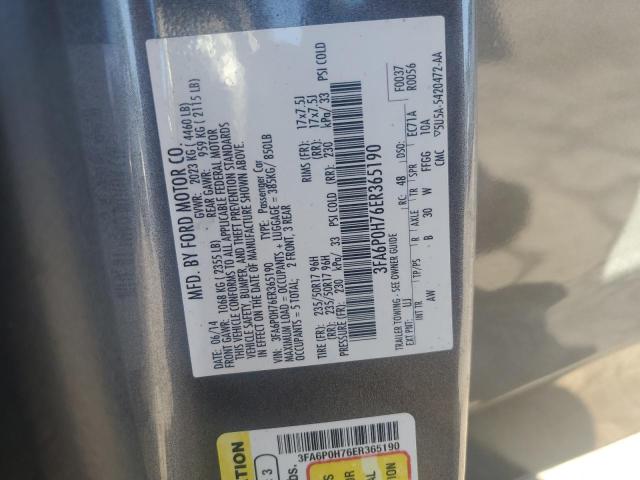 MFD. BY FORD MOTOR CO.
DATE: 06/14 GVWR: 2023 KG ( 4460 LB)
FRONT GAWR: 1068 KG ( 2355 LB) REAR GAWR: 959 KG ( 2115 LB)
THIS VEHICLE CONFORMS TO ALL APPLICABLE FEDERAL MOTOR
VEHICLE SAFETY, BUMPER, AND THEFT PREVENTION STANDARDS
IN EFFECT ON THE DATE OF MANUFACTURE SHOWN ABOVE.
VIN: 3FA6P0H76ER365190 TYPE: Passenger Car
MAXIMUM LOAD = OCCUPANTS + LUGGAGE = 385KG/ 850LB
OCCUPANTS = 5 TOTAL; 2 FRONT, 3 REAR
TIRE (FR): 235/50R17 96H RIMS (FR): 17x7.5J
(RR): 235/50R17 96H (RR): 17x7.5J
PRESSURE (FR): 230 kPa/ 33 PSI COLD (RR): 230 kPa/ 33 PSI COLD
3FA6P0H76ER365190
F0037
R0056
TRAILER TOWING - SEE OWNER GUIDE
EXT PNT: UJ RC: 48 DSO:
INT TR TP/PS R AXLE TR SPR EC71A
AW B 30 W FFGG 10A
CMC 5U5A-5420472-AA
3FA6P0H76ER365190